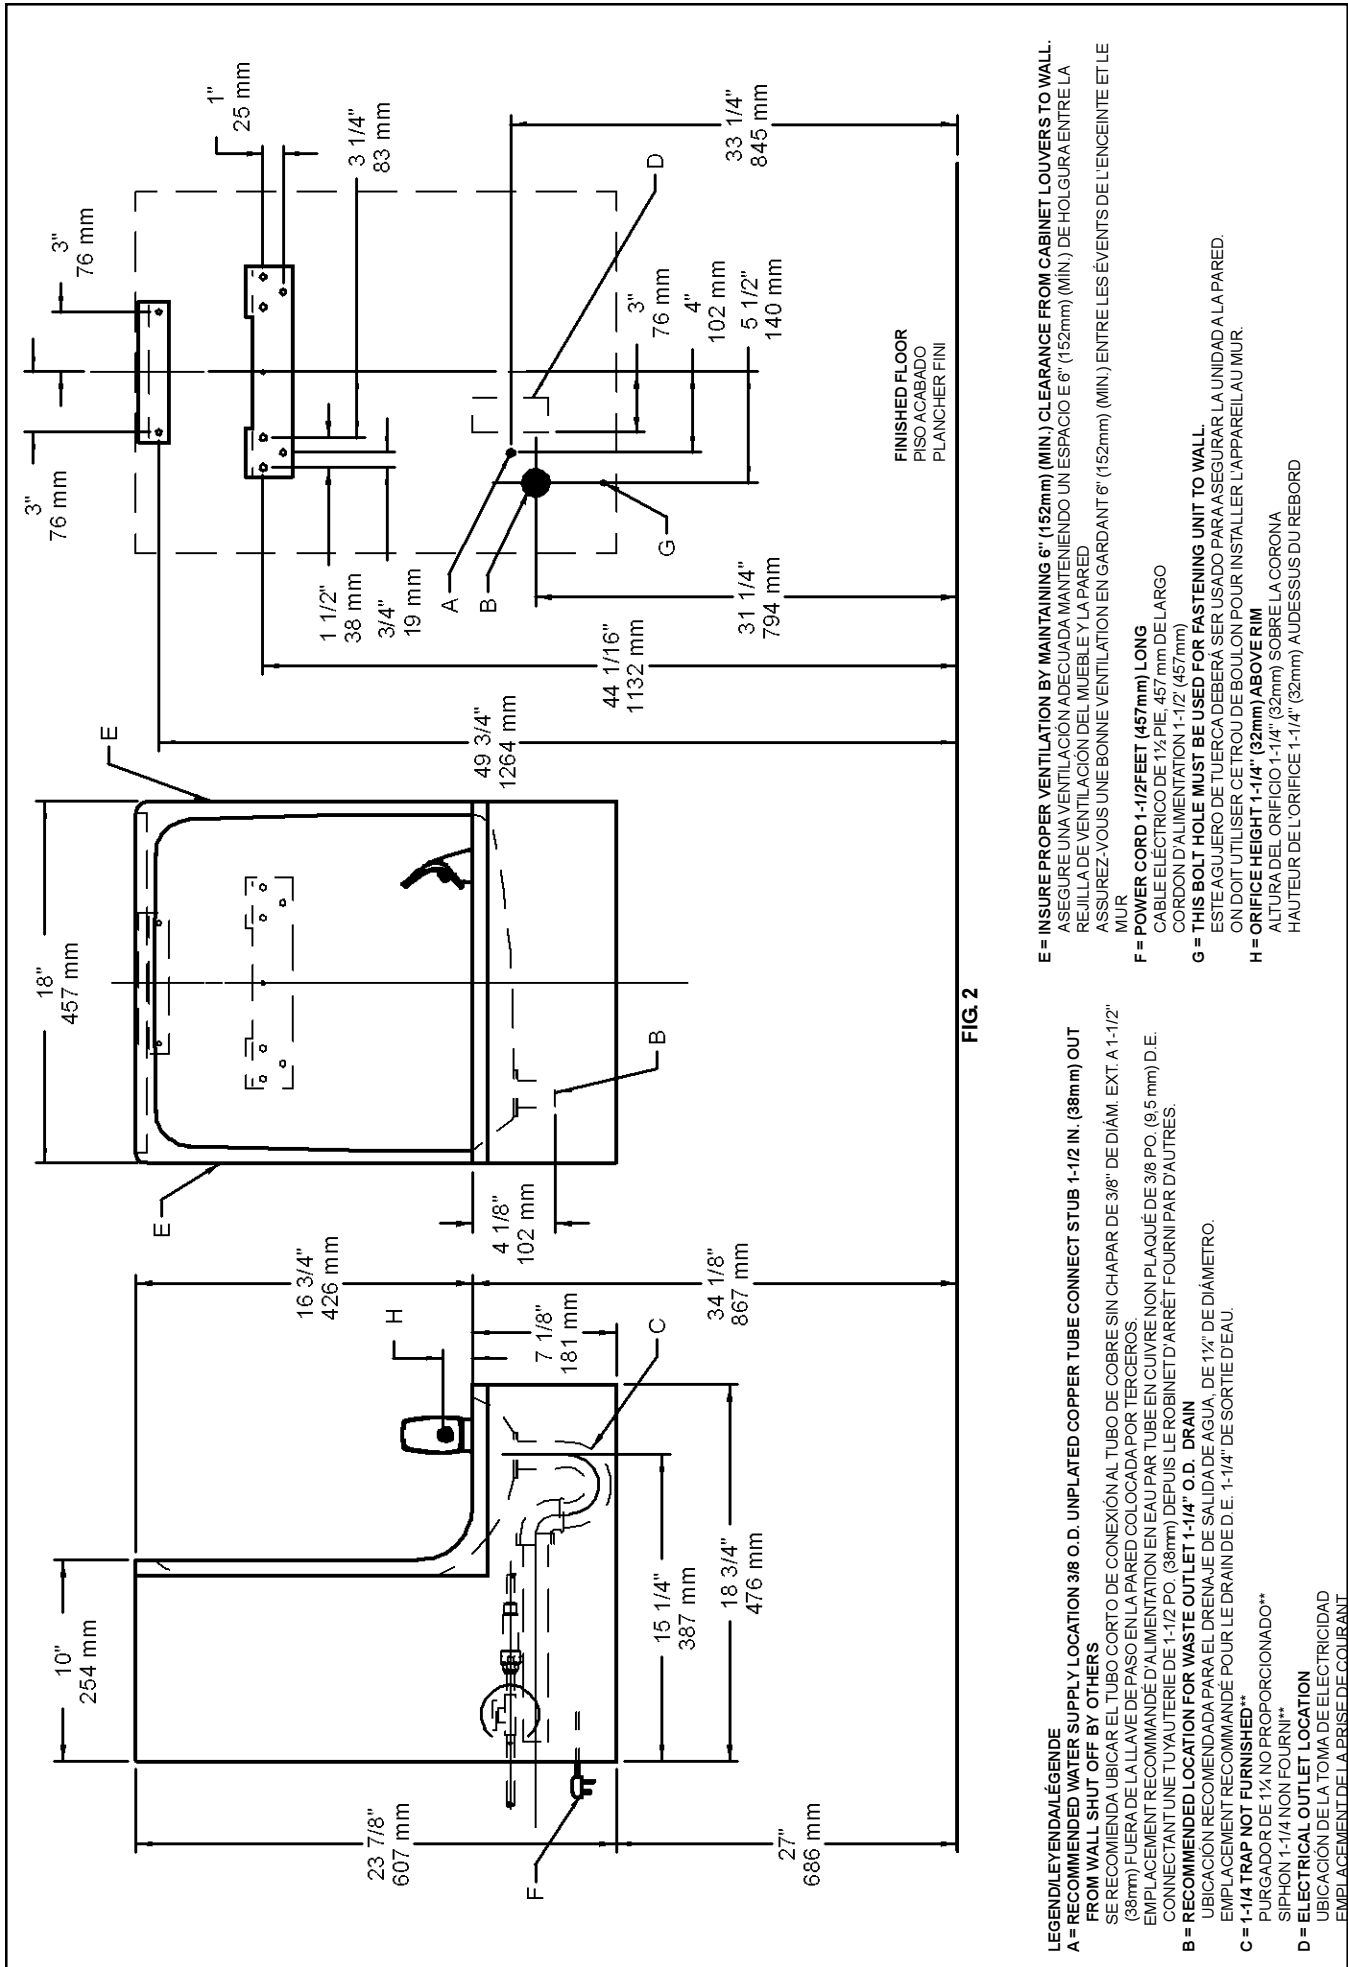 10"
254 mm
23 7/8"
607 mm
27"
686 mm
F
15 1/4"
387 mm
18 3/4"
476 mm
C
7 1/8"
181 mm
H
16 3/4"
426 mm
34 1/8"
867 mm
18"
457 mm
E
E
4 1/8"
102 mm
B
3"
76 mm
3"
76 mm
1"
25 mm
3 1/4"
83 mm
1 1/2"
38 mm
3/4"
19 mm
A
B
G
D
49 3/4"
1264 mm
44 1/16"
1132 mm
31 1/4"
794 mm
33 1/4"
845 mm
3"
76 mm
4"
102 mm
5 1/2"
140 mm
FINISHED FLOOR
PISO ACABADO
PLANCHER FINI
FIG. 2
LEGEND/LEYENDA/LÉGENDE
A = RECOMMENDED WATER SUPPLY LOCATION 3/8 O.D. UNPLATED COPPER TUBE CONNECT STUB 1-1/2 IN. (38mm) OUT
FROM WALL SHUT OFF BY OTHERS
SE RECOMIENDA UBICAR EL TUBO CORTO DE CONEXIÓN AL TUBO DE COBRE SIN CHAPAR DE 3/8" DE DIÁM. EXT. A 1-1/2"
(38mm) FUERA DE LA LLAVE DE PASO EN LA PARED COLOCADA POR TERCEROS.
EMPLACEMENT RECOMMANDÉ D'ALIMENTATION EN EAU PAR TUBE EN CUIVRE NON PLAQUÉ DE 3/8 PO. (9,5 mm) D.E.
CONNECTANT UNE TUYAUTERIE DE 1-1/2 PO. (38mm) DEPUIS LE ROBINET D'ARRÊT FOURNI PAR D'AUTRES.
B = RECOMMENDED LOCATION FOR WASTE OUTLET 1-1/4" O.D. DRAIN
UBICACIÓN RECOMENDADA PARA EL DRENAJE DE SALIDA DE AGUA, DE 1¼" DE DIÁMETRO.
EMPLACEMENT RECOMMANDÉ POUR LE DRAIN DE D.E. 1-1/4" DE SORTIE D'EAU.
C = 1-1/4 TRAP NOT FURNISHED**
PURGADOR DE 1¼ NO PROPORCIONADO**
SIPHON 1-1/4 NON FOURNI**
D = ELECTRICAL OUTLET LOCATION
UBICACIÓN DE LA TOMA DE ELECTRICIDAD
EMPLACEMENT DE LA PRISE DE COURANT
E = INSURE PROPER VENTILATION BY MAINTAINING 6" (152mm) (MIN.) CLEARANCE FROM CABINET LOUVERS TO WALL.
ASEGURE UNA VENTILACIÓN ADECUADA MANTENIENDO UN ESPACIO E 6" (152mm) (MÍN.) DE HOLGURA ENTRE LA
REJILLA DE VENTILACIÓN DEL MUEBLE Y LA PARED
ASSUREZ-VOUS UNE BONNE VENTILATION EN GARDANT 6" (152mm) (MIN.) ENTRE LES ÉVENTS DE L'ENCEINTE ET LE
MUR
F = POWER CORD 1-1/2FEET (457mm) LONG
CABLE ELÉCTRICO DE 1½ PIE, 457 mm DE LARGO
CORDON D'ALIMENTATION 1-1/2' (457mm)
G = THIS BOLT HOLE MUST BE USED FOR FASTENING UNIT TO WALL.
ESTE AGUJERO DE TUERCA DEBERÁ SER USADO PARA ASEGURAR LA UNIDAD A LA PARED.
ON DOIT UTILISER CE TROU DE BOULON POUR INSTALLER L'APPAREIL AU MUR.
H = ORIFICE HEIGHT 1-1/4" (32mm) ABOVE RIM
ALTURA DEL ORIFICIO 1-1/4" (32mm) SOBRE LA CORONA
HAUTEUR DE L'ORIFICE 1-1/4" (32mm) AUDESSUS DU REBORD